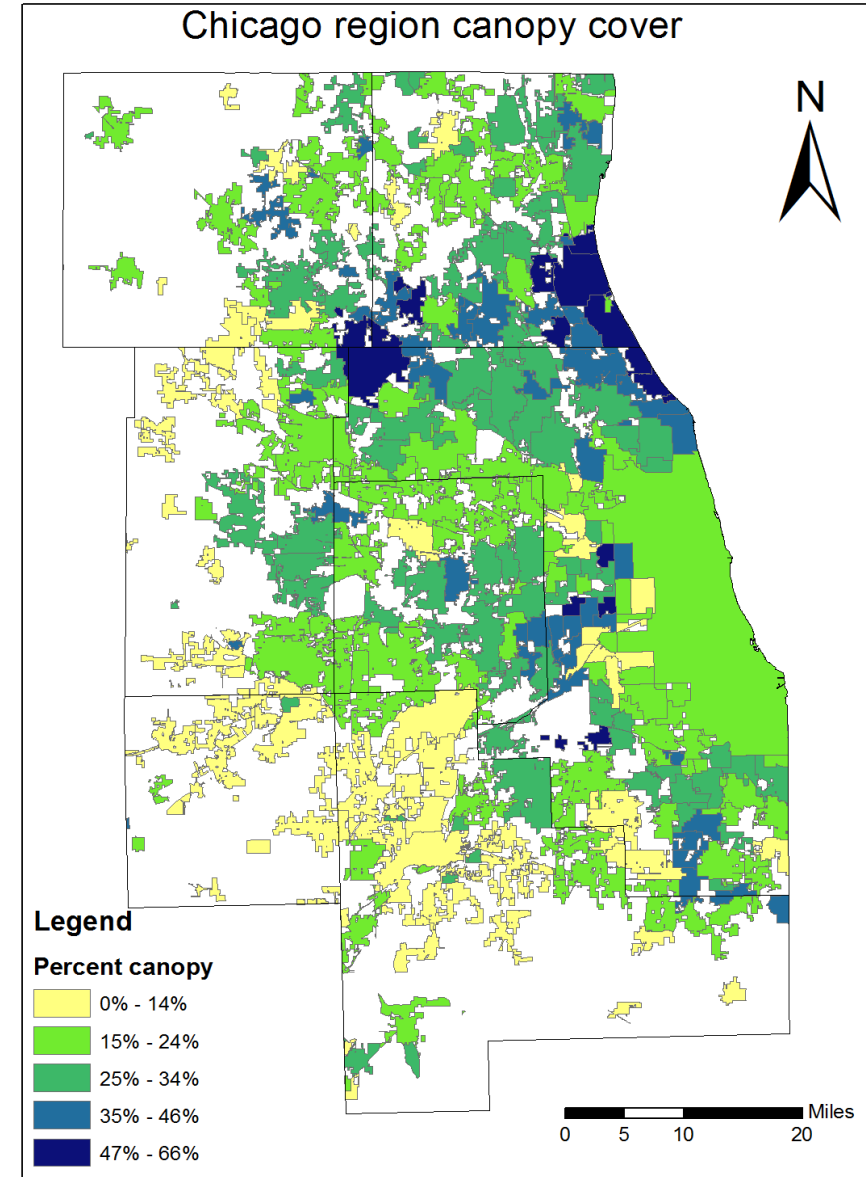 Chicago region canopy cover
N
Legend
Percent canopy
0% - 14%
15% - 24%
25% - 34%
35% - 46%
47% - 66%
Miles
0 5 10 20